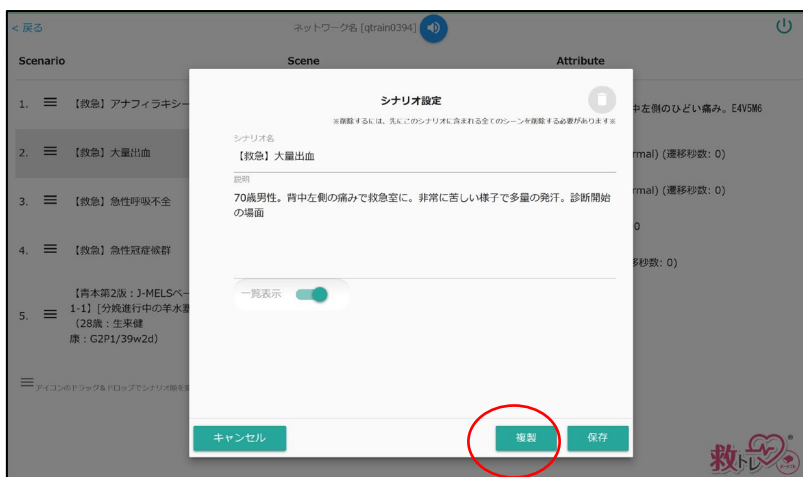 < 戻る
ネットワーク名 [qtrain0394]
Scenario
Scene
Attribute
1. 【救急】アナフィラキシー
2. 【救急】大量出血
3. 【救急】急性呼吸不全
4. 【救急】急性冠症候群
5. 【青本第2版：J-MELSベー
1-1】[分娩進行中の羊水塞
（28歳：生来健
康：G2P1/39w2d）
アイコンのドラッグ&ドロップでシナリオ順を変
シナリオ設定
※削除するには、先にこのシナリオに含まれる全てのシーンを削除する必要があります※
シナリオ名
【救急】大量出血
説明
70歳男性。背中左側の痛みで救急室に。非常に苦しい様子で多量の発汗。診断開始
の場面
一覧表示
キャンセル
複製
保存
中左側のひどい痛み。E4V5M6
rmal) (遷移秒数: 0)
rmal) (遷移秒数: 0)
0
移秒数: 0)
救トレ